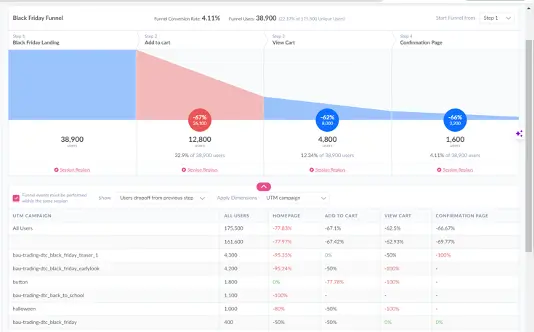 Black Friday Funnel
Funnel Conversion Rate: 4.11% Funnel Users: 38,900
Start Funnel from Step 1
Step 1
Black Friday Landing
Step 2
Add to cart
Step 3
View Cart
Step 4
Confirmation Page
-67%
-62%
8,000
-66%
3,200
38,900
users
12,800
users
4,800
users
1,600
users
32.9% of 38,900 users
12.34% of 38,900 users
4.11% of 38,900 users
Session Replays
Session Replays
Session Replays
Session Replays
Funnel events must be performed
within the same session
Show Users dropoff from previous step Apply Dimensions UTM campaign
UTM CAMPAIGN ALL USERS HOMEPAGE ADD TO CART VIEW CART CONFIRMATION PAGE
All Users 175,500 -77.83% -67.1% -62.5% -66.67%
161,600 -77.97% -67.42% -62.93% -69.77%
bau-trading-dtc_black_friday_teaser_1 4,300 -95.35% 0% -50% -100%
bau-trading-dtc_black_friday_earlylook 4,200 -95.24% -50% -100% -
button 1,800 0% -77.78% -100% -
bau-trading-dtc_back_to_school 1,100 -100% - - -
halloween 1,000 -80% -50% -100% -
bau-trading-dtc_black_friday 400 -50% -50% 0% 0%